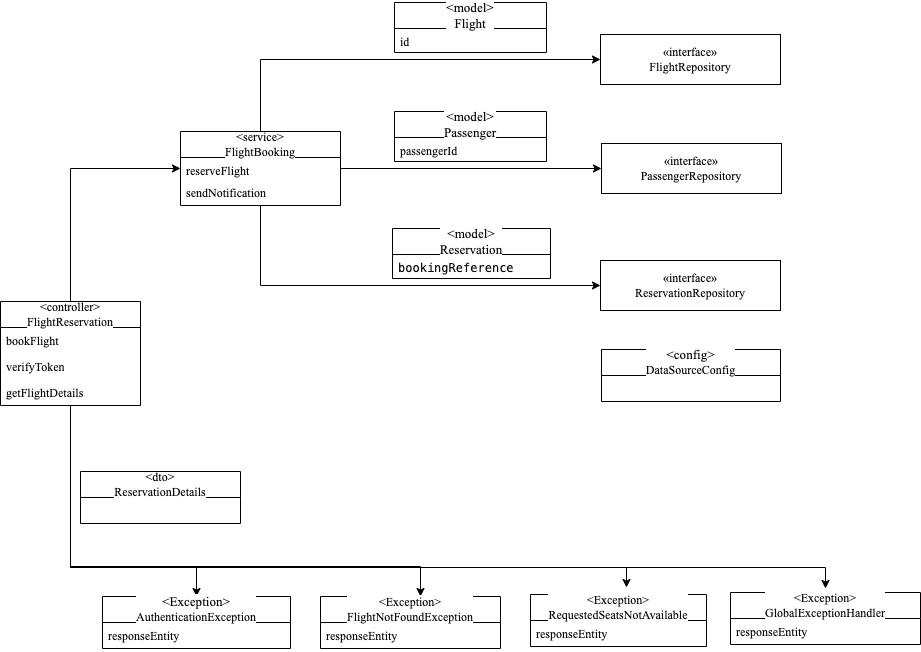 <model>
Flight
id
«interface»
FlightRepository
<model>
Passenger
passengerId
<service>
FlightBooking
reserveFlight
sendNotification
«interface»
PassengerRepository
<model>
Reservation
bookingReference
«interface»
ReservationRepository
<controller>
FlightReservation
bookFlight
verifyToken
getFlightDetails
<config>
DataSourceConfig
<dto>
ReservationDetails
<Exception>
AuthenticationException
responseEntity
<Exception>
FlightNotFoundException
responseEntity
<Exception>
RequestedSeatsNotAvailable
responseEntity
<Exception>
GlobalExceptionHandler
responseEntity